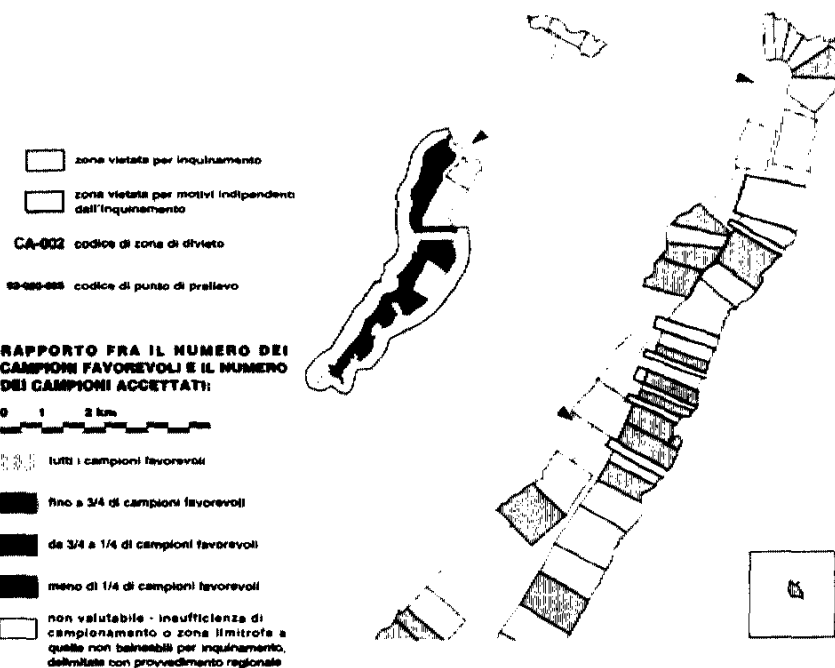 zona vietata per inquinamento
zona vietata per motivi indipendenti
dall'inquinamento
CA-002 codice di zona di divieto
codice di punto di prelievo
RAPPORTO FRA IL NUMERO DEI
CAMPIONI FAVOREVOLI E IL NUMERO
DEI CAMPIONI ACCETTATI:
0 1 2 km
tutti i campioni favorevoli
fino a 3/4 di campioni favorevoli
da 3/4 a 1/4 di campioni favorevoli
meno di 1/4 di campioni favorevoli
non valutabile - insufficienza di
campionamento o zona limitrofa a
quelle non balneabili per inquinamento,
delimitate con provvedimento regionale